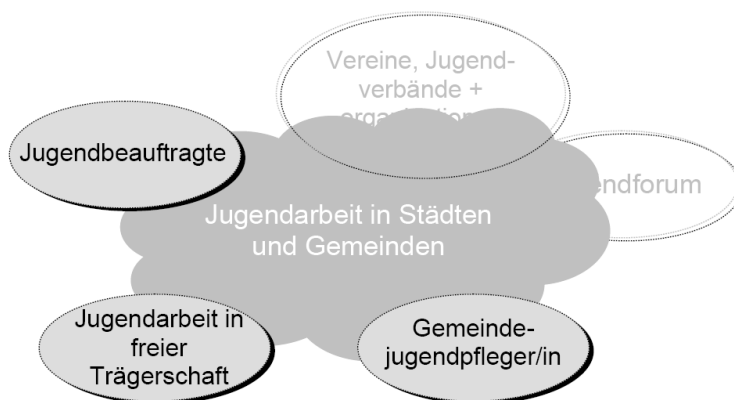 Vereine, Jugend-
verbände +
Jugendbeauftragte
Jugendarbeit in Städten
und Gemeinden
Jugendarbeit in
freier
Trägerschaft
Gemeinde-
jugendpfleger/in